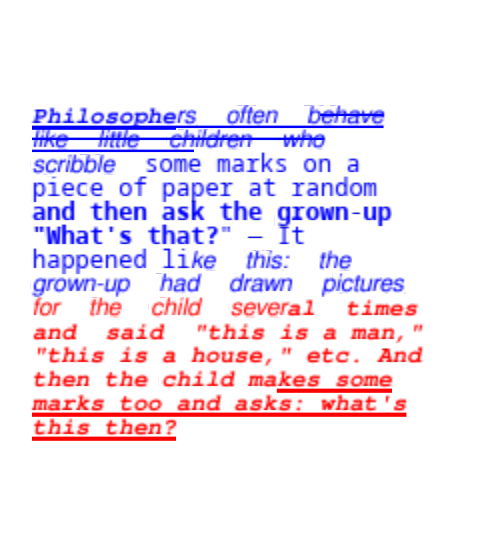 Philosophers often behave
like little children who
scribble some marks on a
piece of paper at random
and then ask the grown-up
"What's that?" — It
happened like this: the
grown-up had drawn pictures
for the child several times
and said "this is a man,"
"this is a house," etc. And
then the child makes some
marks too and asks: what's
this then?